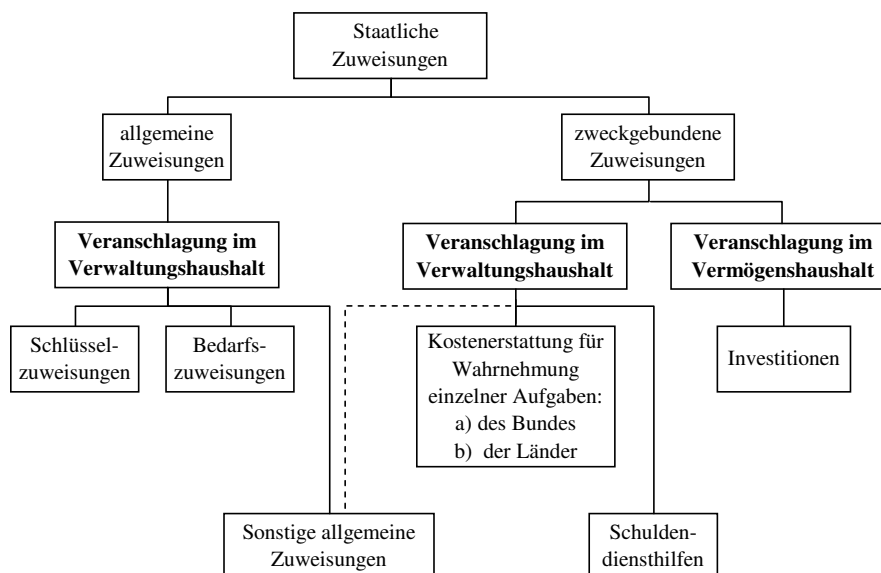 Staatliche
Zuweisungen
allgemeine
Zuweisungen
zweckgebundene
Zuweisungen
Veranschlagung im
Verwaltungshaushalt
Veranschlagung im
Verwaltungshaushalt
Veranschlagung im
Vermögenshaushalt
Schlüssel-
zuweisungen
Bedarfs-
zuweisungen
Kostenerstattung für
Wahrnehmung
einzelner Aufgaben:
a) des Bundes
b) der Länder
Investitionen
Sonstige allgemeine
Zuweisungen
Schulden-
diensthilfen